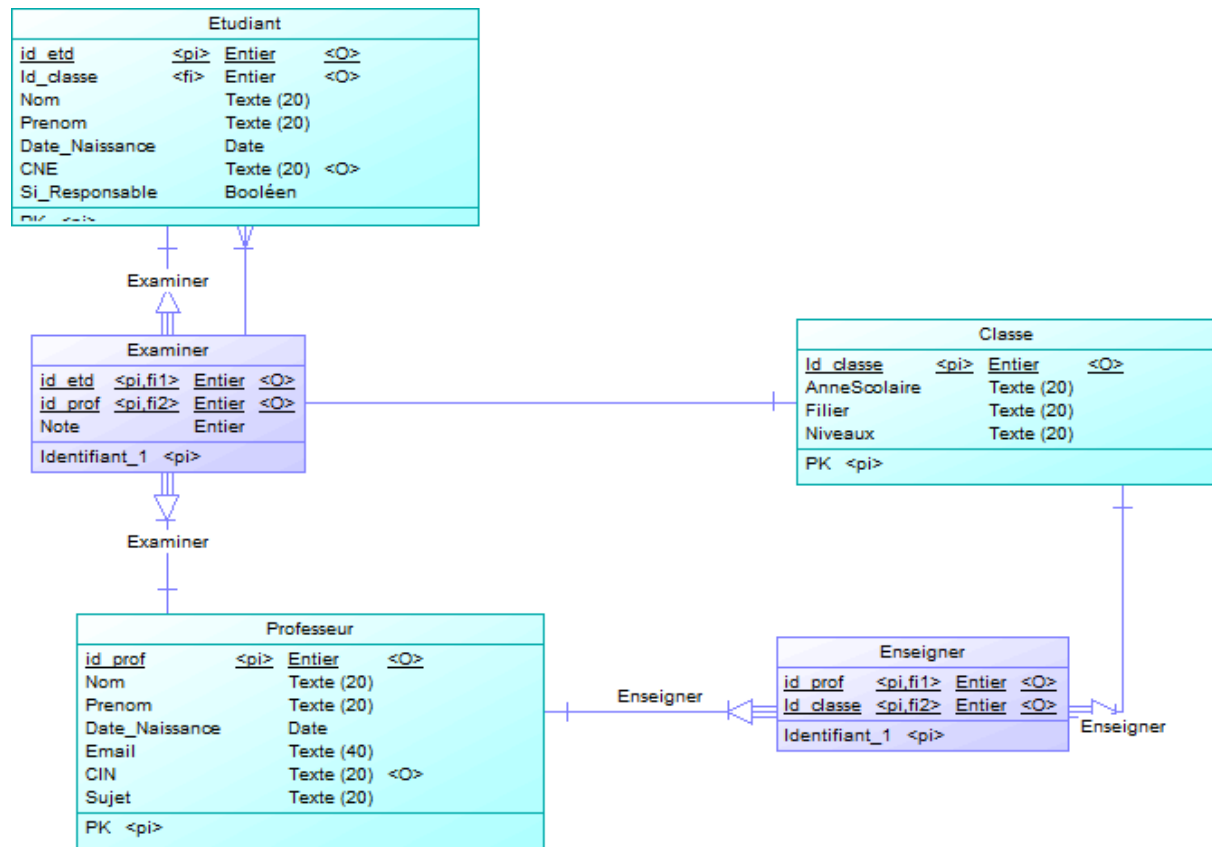 Etudiant
id_etd <pi> Entier <O>
Id_classe <fi> Entier <O>
Nom Texte (20)
Prenom Texte (20)
Date_Naissance Date
CNE Texte (20) <O>
Si_Responsable Booléen
PK <pi>
Examiner
Examiner
id_etd <pi,fi1> Entier <O>
id_prof <pi,fi2> Entier <O>
Note Entier
Identifiant_1 <pi>
Classe
Id_classe <pi> Entier <O>
AnneScolaire Texte (20)
Filier Texte (20)
Niveaux Texte (20)
PK <pi>
Examiner
Professeur
id_prof <pi> Entier <O>
Nom Texte (20)
Prenom Texte (20)
Date_Naissance Date
Email Texte (40)
CIN Texte (20) <O>
Sujet Texte (20)
PK <pi>
Enseigner
Enseigner
id_prof <pi,fi1> Entier <O>
Id_classe <pi,fi2> Entier <O>
Identifiant_1 <pi>
Enseigner